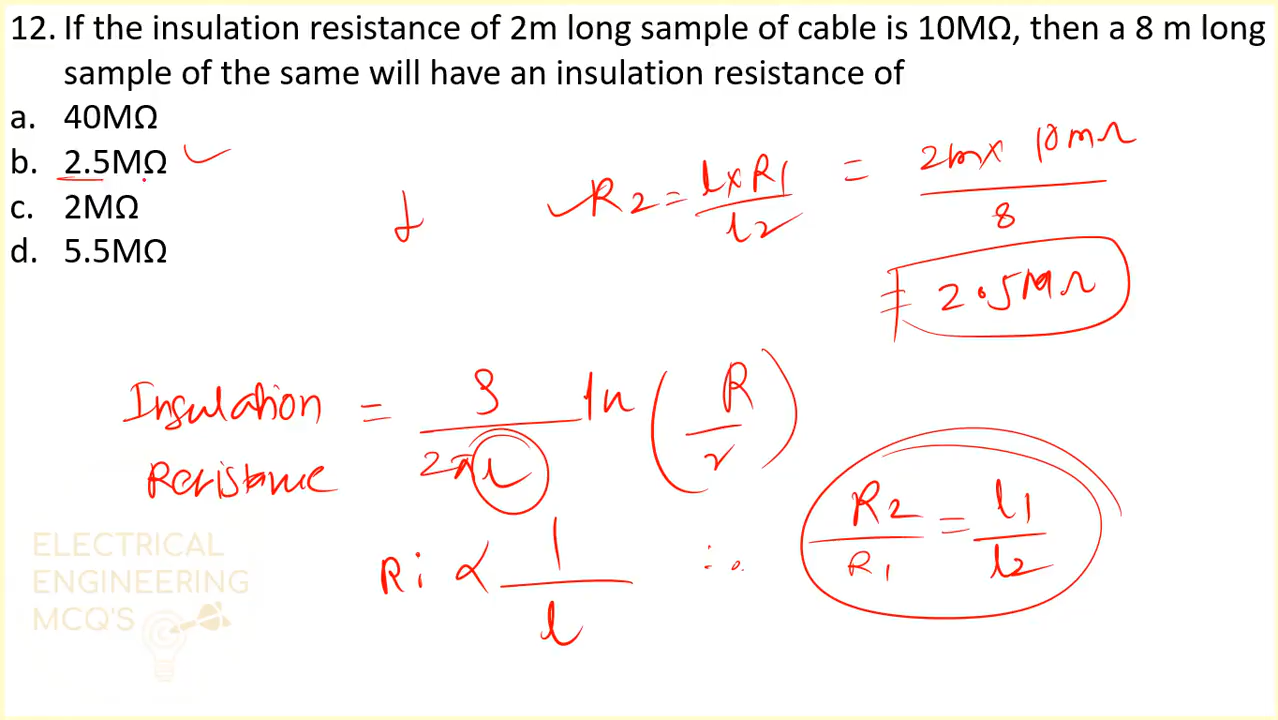 12. If the insulation resistance of 2m long sample of cable is 10MΩ, then a 8 m long
sample of the same will have an insulation resistance of
a. 40MΩ
b. 2.5MΩ
c. 2MΩ
d. 5.5MΩ
R2 = l x R1 / l2 = 2m x 10mΩ / 8
= 2.5MΩ
Insulation Resistance = ρ / 2πl ln (R / r)
Ri ∝ 1 / l ∴ R2 / R1 = l1 / l2
ELECTRICAL
ENGINEERING
MCQ'S